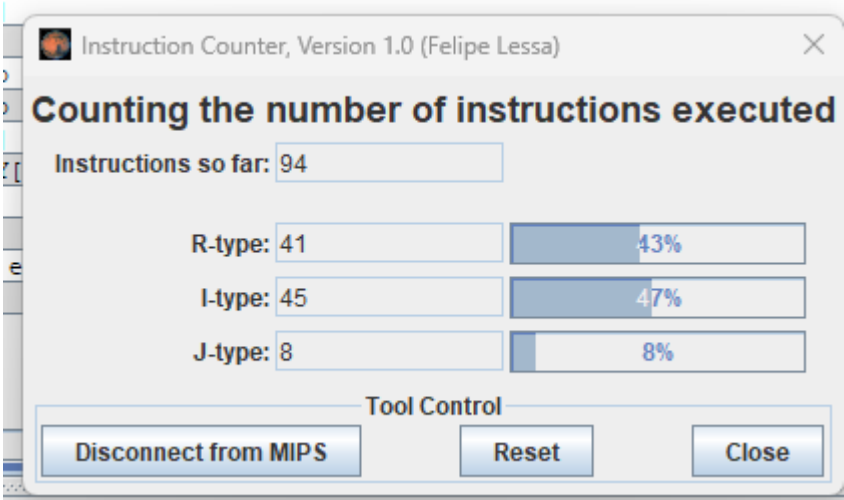 Instruction Counter, Version 1.0 (Felipe Lessa)
Counting the number of instructions executed
Instructions so far: 94
R-type: 41 43%
I-type: 45 47%
J-type: 8 8%
Tool Control
Disconnect from MIPS Reset Close